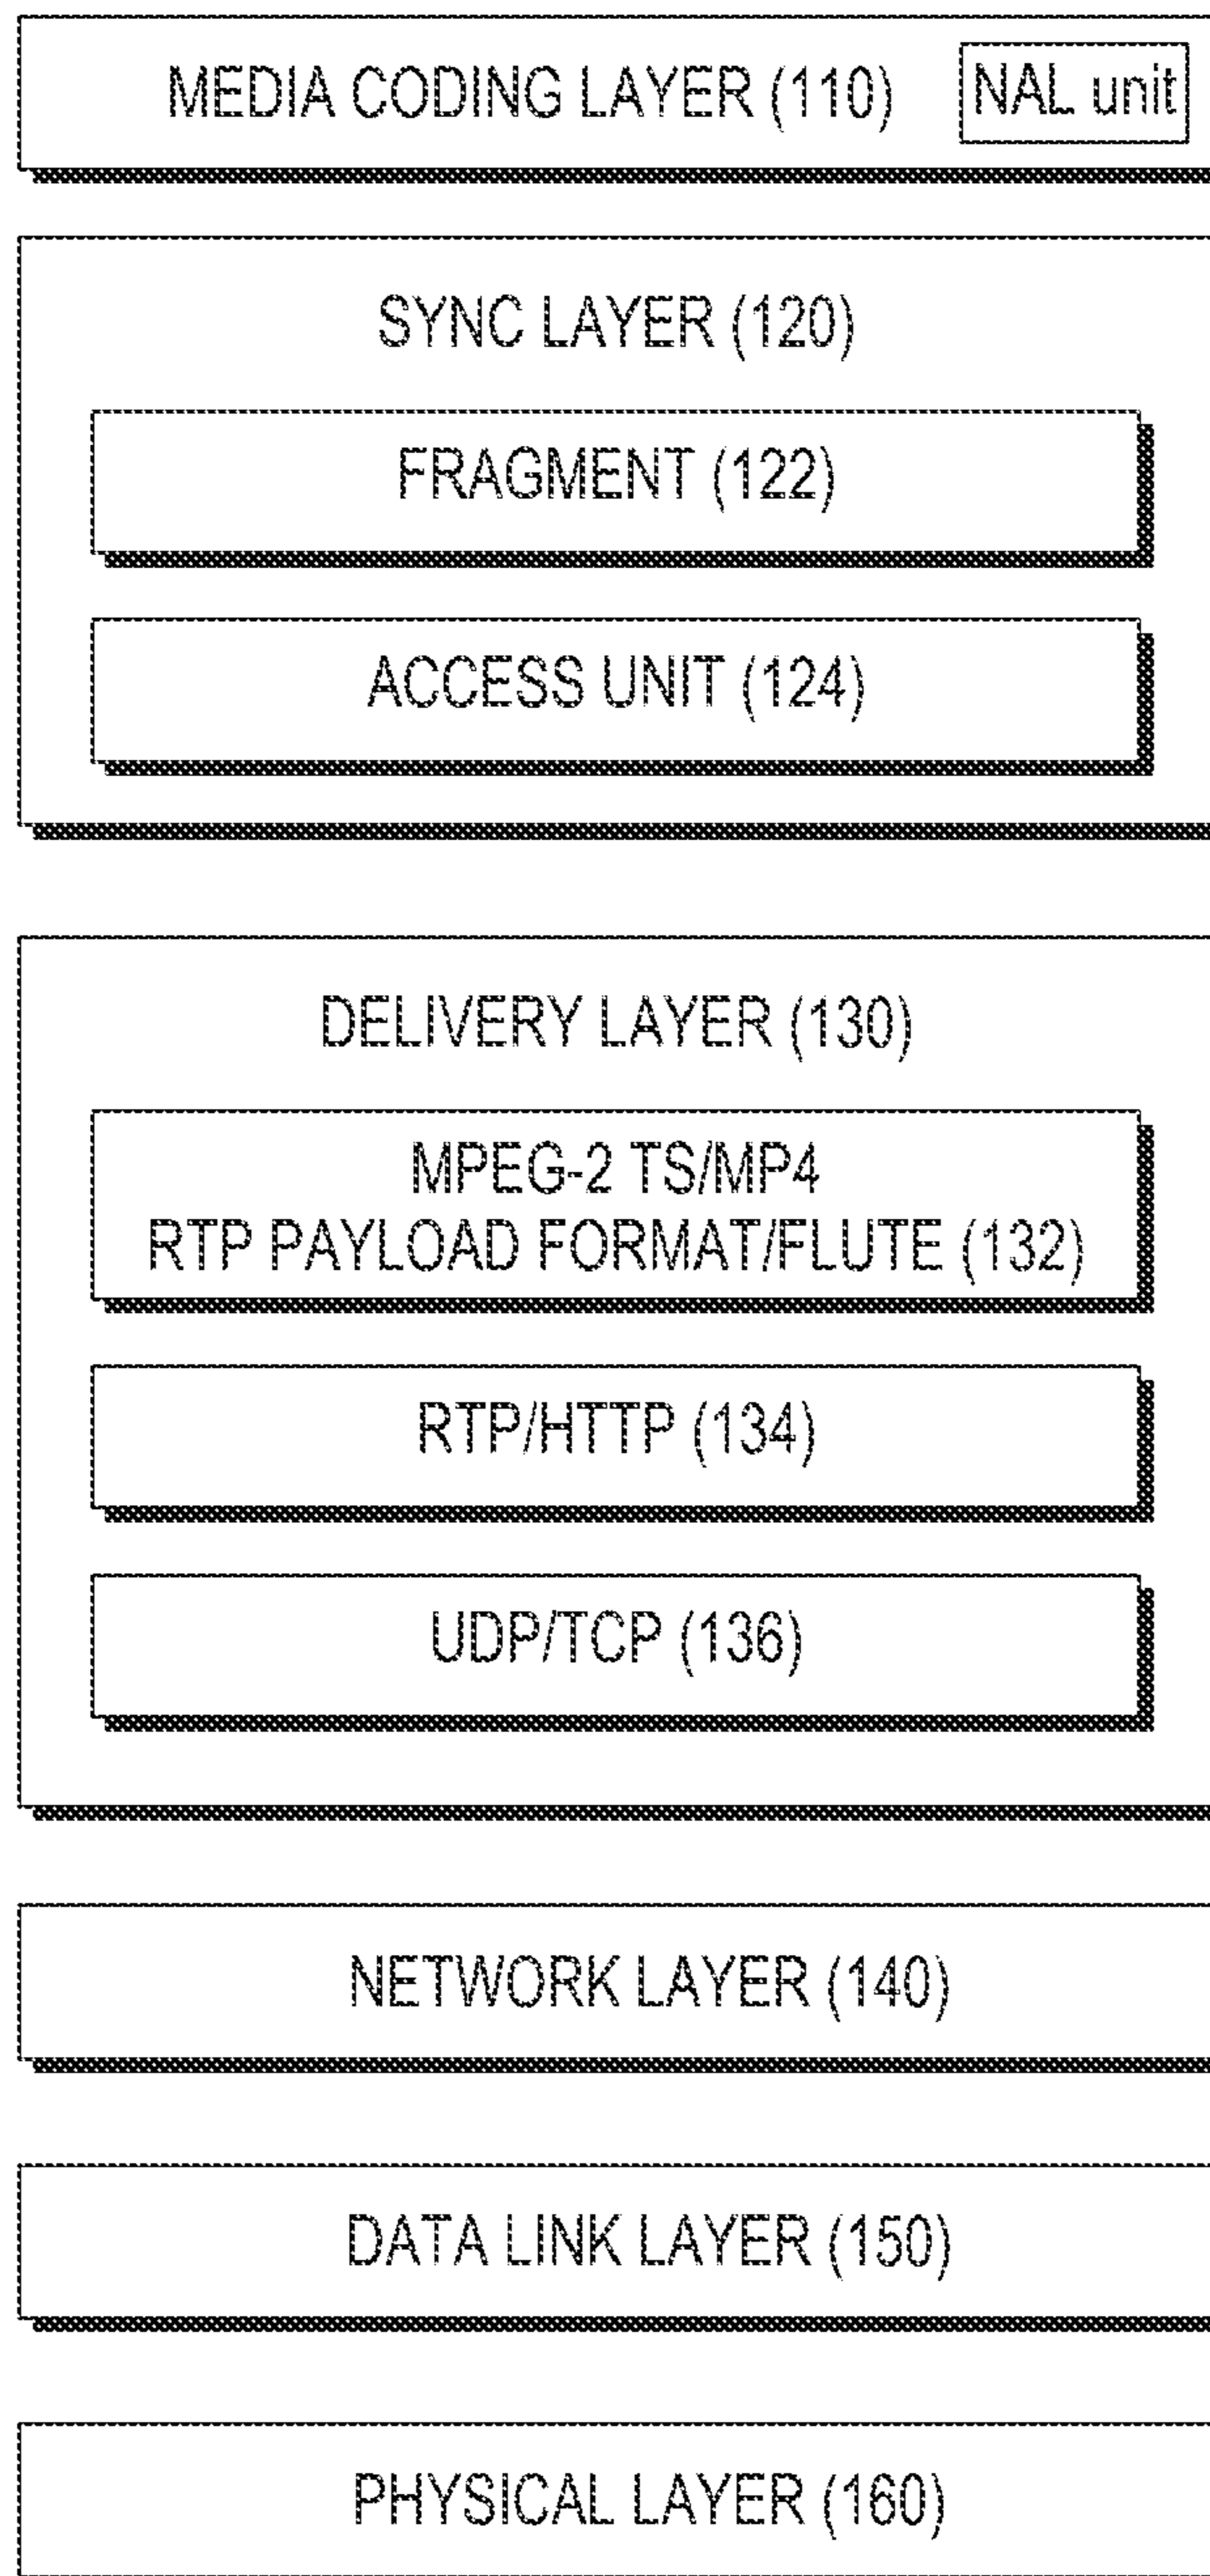 MEDIA CODING LAYER (110) NAL unit
SYNC LAYER (120)
FRAGMENT (122)
ACCESS UNIT (124)
DELIVERY LAYER (130)
MPEG-2 TS/MP4
RTP PAYLOAD FORMAT/FLUTE (132)
RTP/HTTP (134)
UDP/TCP (136)
NETWORK LAYER (140)
DATA LINK LAYER (150)
PHYSICAL LAYER (160)